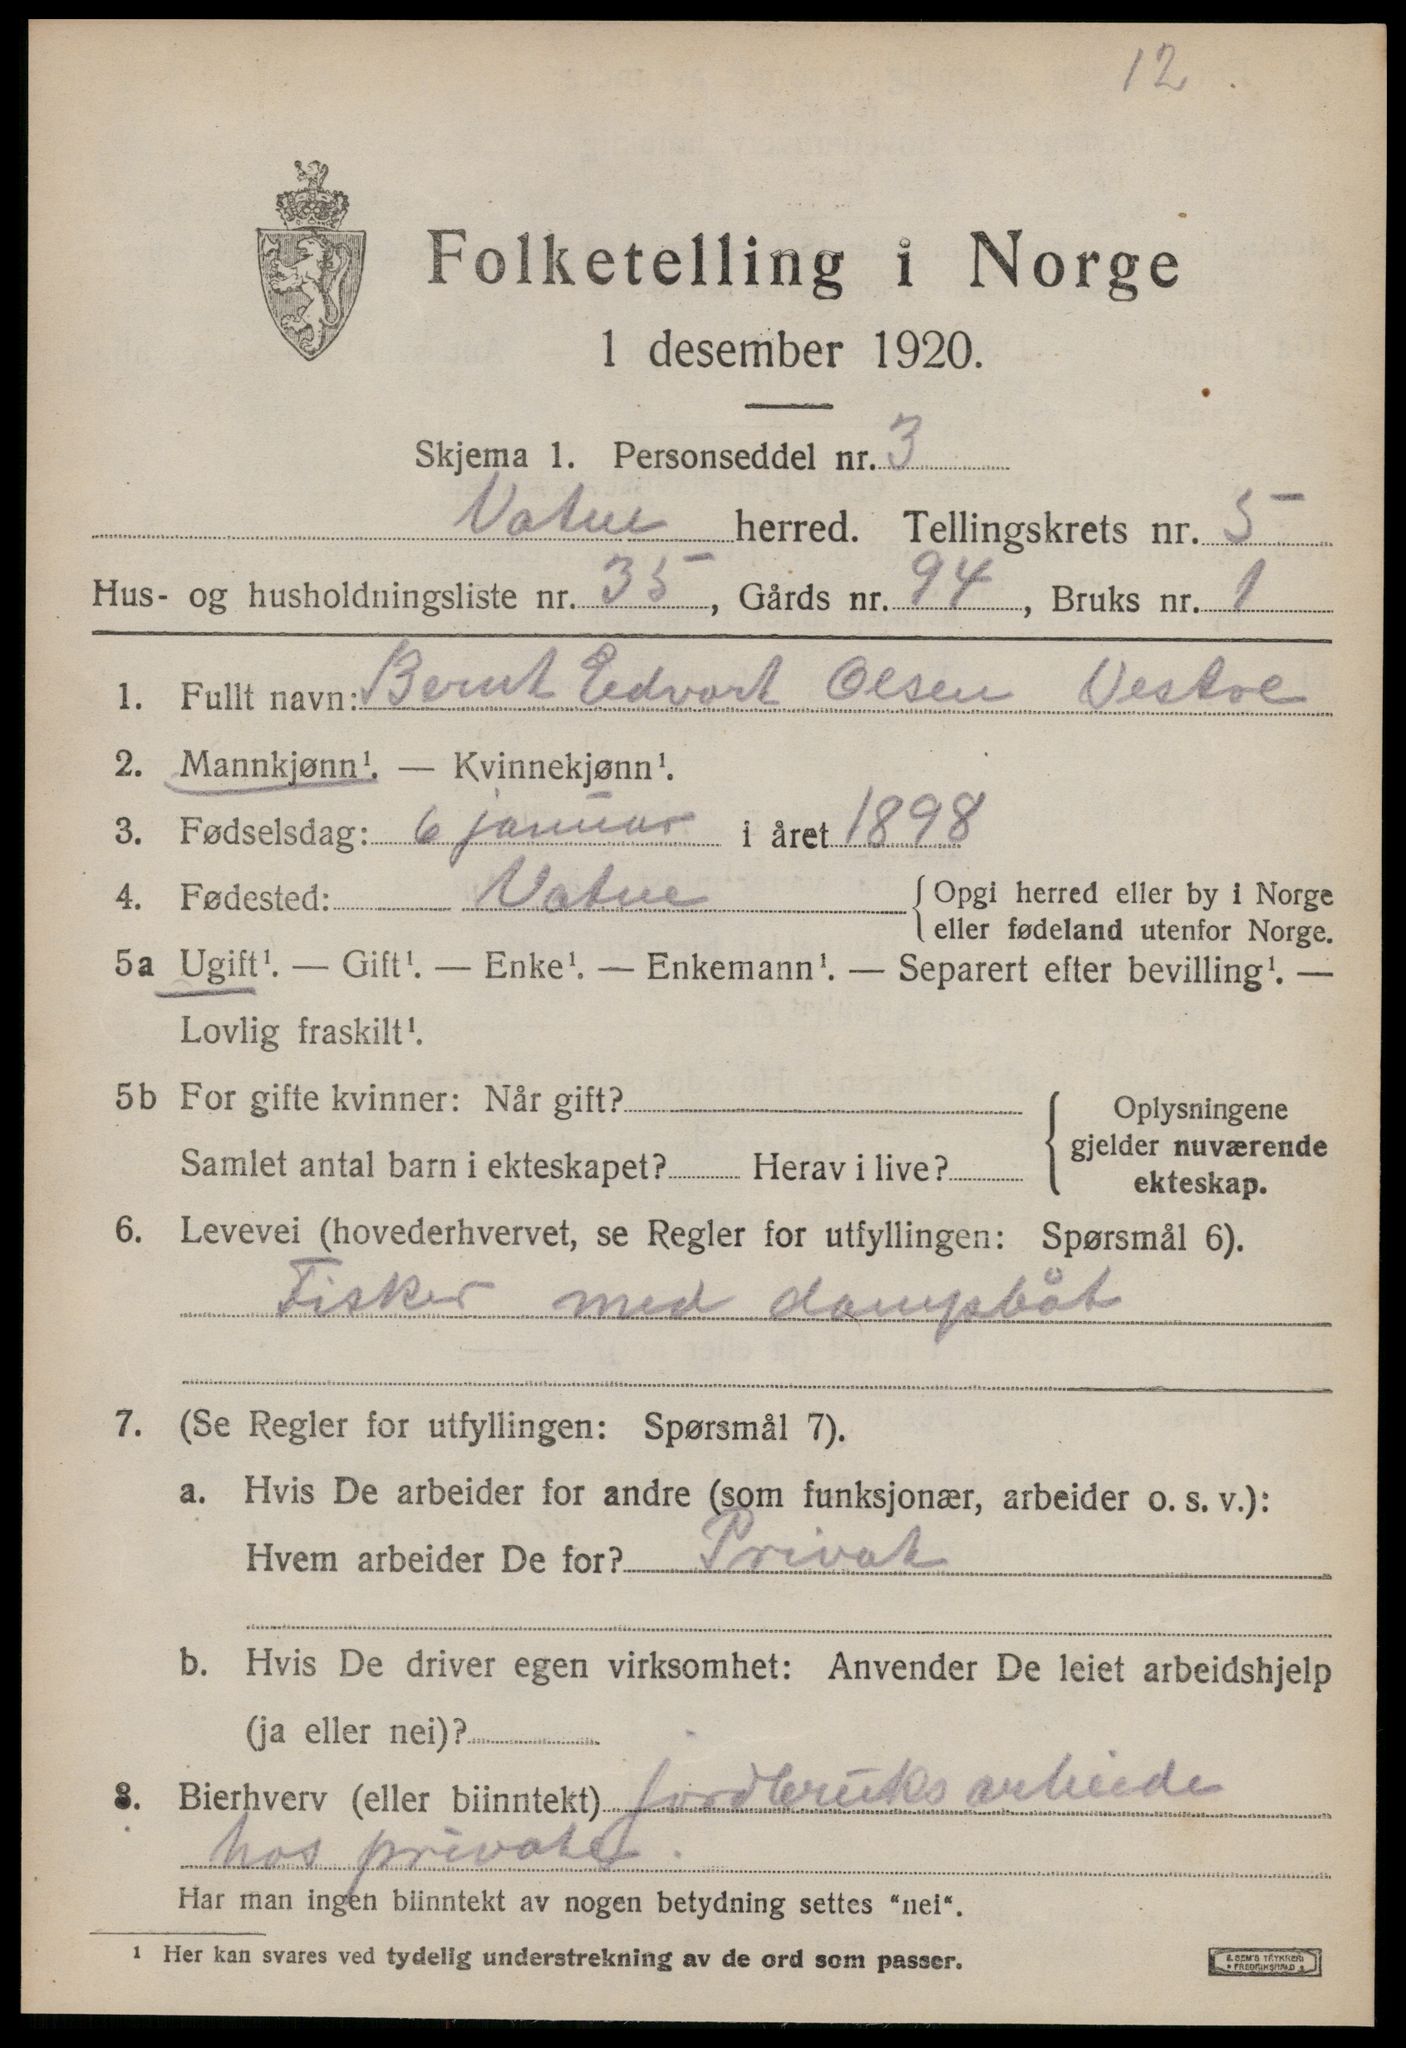 12
Folketelling i Norge
1 desember 1920.
Skjema 1. Personseddel nr. 3
Vatne herred. Tellingskrets nr. 5
Hus- og husholdningsliste nr. 35, Gårds nr. 94, Bruks nr. 1
1. Fullt navn: Bernt Edvart Olsen Vestre
2. Mannkjønn¹. — Kvinnekjønn¹.
3. Fødselsdag: 6 januar i året 1898
4. Fødested: Vatne { Opgi herred eller by i Norge
eller fødeland utenfor Norge.
5a Ugift¹. — Gift¹. — Enke¹. — Enkemann¹. — Separert efter bevilling¹. —
Lovlig fraskilt¹.
5b For gifte kvinner: Når gift? { Oplysningene
gjelder nuværende
Samlet antal barn i ekteskapet? Herav i live? ekteskap.
6. Levevei (hovederhvervet, se Regler for utfyllingen: Spørsmål 6).
Fisker med dampbåt
7. (Se Regler for utfyllingen: Spørsmål 7).
a. Hvis De arbeider for andre (som funksjonær, arbeider o. s. v.):
Hvem arbeider De for? Privat
b. Hvis De driver egen virksomhet: Anvender De leiet arbeidshjelp
(ja eller nei)?
8. Bierhverv (eller biinntekt) jordbruks arbeide
hos private.
Har man ingen biinntekt av nogen betydning settes "nei".
¹ Her kan svares ved tydelig understrekning av de ord som passer.
E. SEM'S TRYKKERI
FREDRIKSHALD